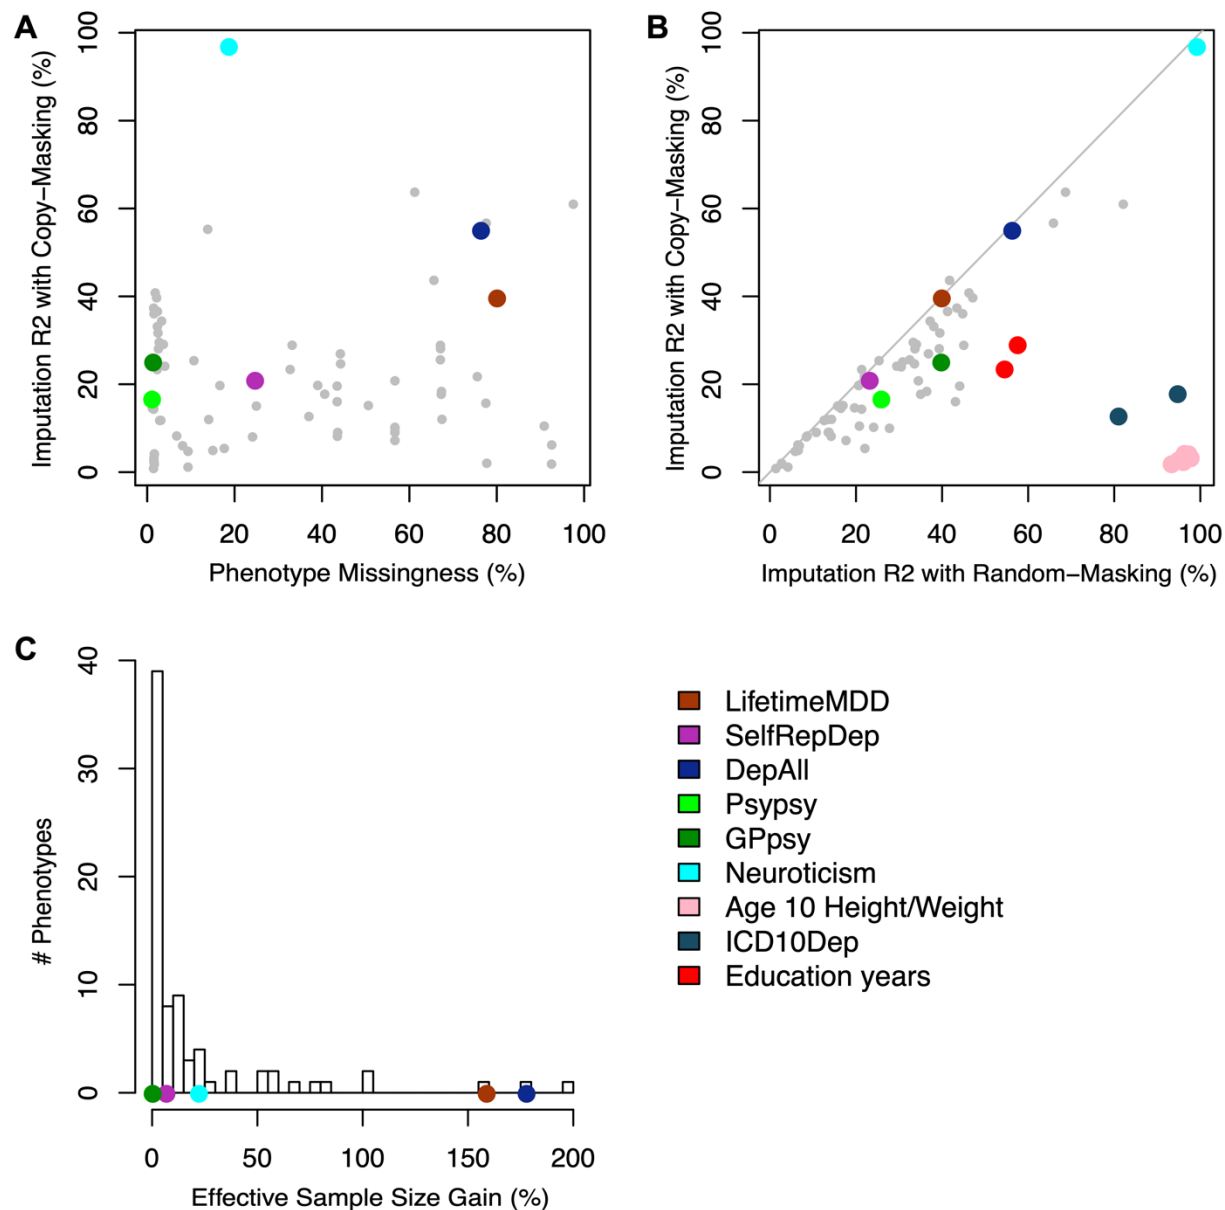 A
Imputation R2 with Copy−Masking (%)
100
80
60
40
20
0
0 20 40 60 80 100
Phenotype Missingness (%)
B
Imputation R2 with Copy−Masking (%)
100
80
60
40
20
0
0 20 40 60 80 100
Imputation R2 with Random−Masking (%)
C
# Phenotypes
40
30
20
10
0
0 50 100 150 200
Effective Sample Size Gain (%)
LifetimeMDD
SelfRepDep
DepAll
Psypsy
GPpsy
Neuroticism
Age 10 Height/Weight
ICD10Dep
Education years